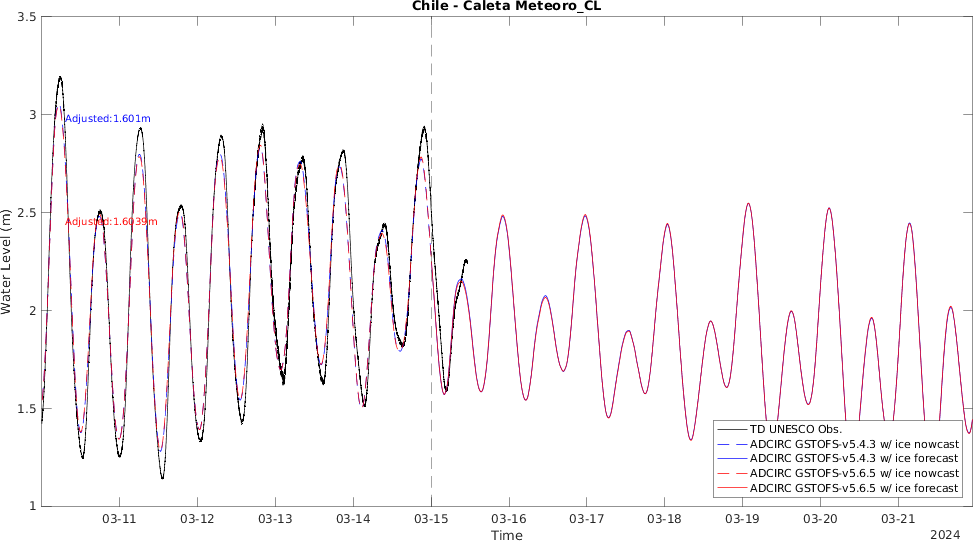 Chile - Caleta Meteoro_CL
3.5
3
2.5
2
1.5
1
Water Level (m)
Adjusted:1.601m
Adjusted:1.6039m
TD UNESCO Obs.
ADCIRC GSTOFS-v5.4.3 w/ ice nowcast
ADCIRC GSTOFS-v5.4.3 w/ ice forecast
ADCIRC GSTOFS-v5.6.5 w/ ice nowcast
ADCIRC GSTOFS-v5.6.5 w/ ice forecast
03-11 03-12 03-13 03-14 03-15 03-16 03-17 03-18 03-19 03-20 03-21
Time
2024